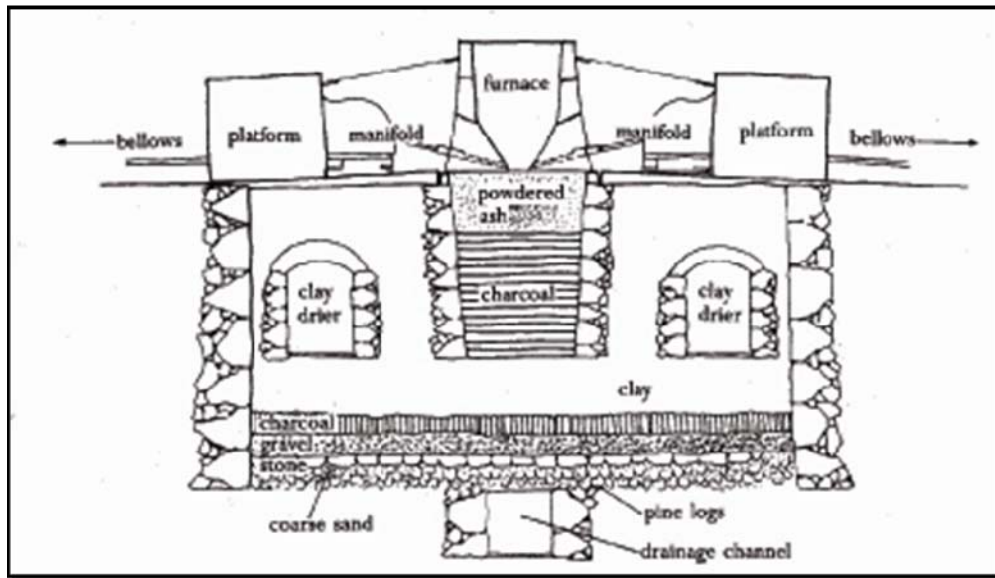 furnace
bellows
platform
manifold
manifold
platform
bellows
powdered
ash
clay
drier
charcoal
clay
drier
clay
charcoal
gravel
stone
coarse sand
pine logs
drainage channel